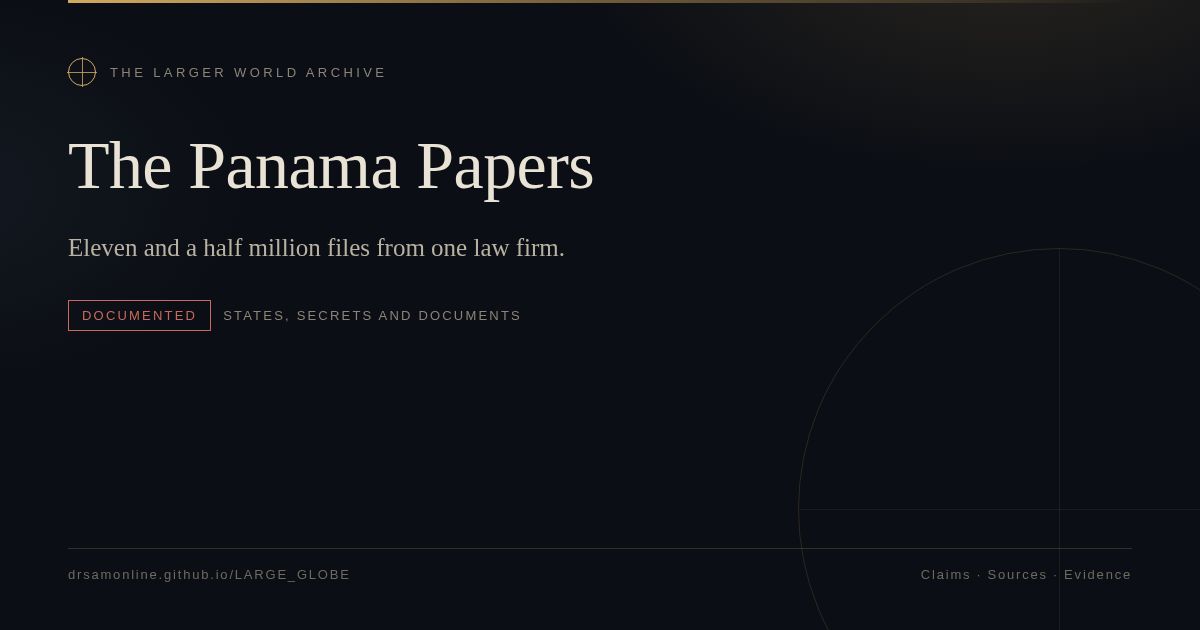 THE LARGER WORLD ARCHIVE
The Panama Papers
Eleven and a half million files from one law firm.
DOCUMENTED STATES, SECRETS AND DOCUMENTS
drsamonline.github.io/LARGE_GLOBE Claims · Sources · Evidence